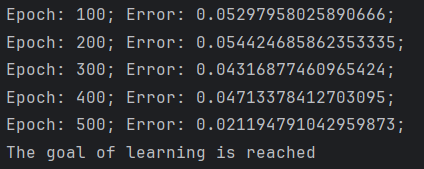 Epoch: 100; Error: 0.05297958025890666;
Epoch: 200; Error: 0.054424685862353335;
Epoch: 300; Error: 0.04316877460965424;
Epoch: 400; Error: 0.04713378412703095;
Epoch: 500; Error: 0.021194791042959873;
The goal of learning is reached